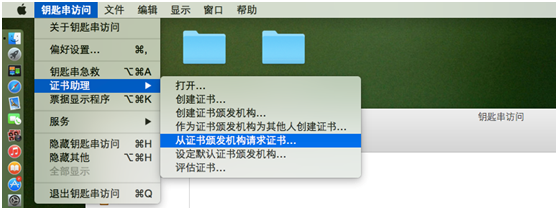 钥匙串访问 文件 编辑 显示 窗口 帮助
关于钥匙串访问
偏好设置... ⌘,
钥匙串急救 ⌥⌘A
证书助理 ▶
票据显示程序 ⌥⌘K
服务 ▶
隐藏钥匙串访问 ⌘H
隐藏其他 ⌥⌘H
全部显示
退出钥匙串访问 ⌘Q
打开...
创建证书...
创建证书颁发机构...
作为证书颁发机构为其他人创建证书...
从证书颁发机构请求证书...
设定默认证书颁发机构...
评估证书...
钥匙串访问